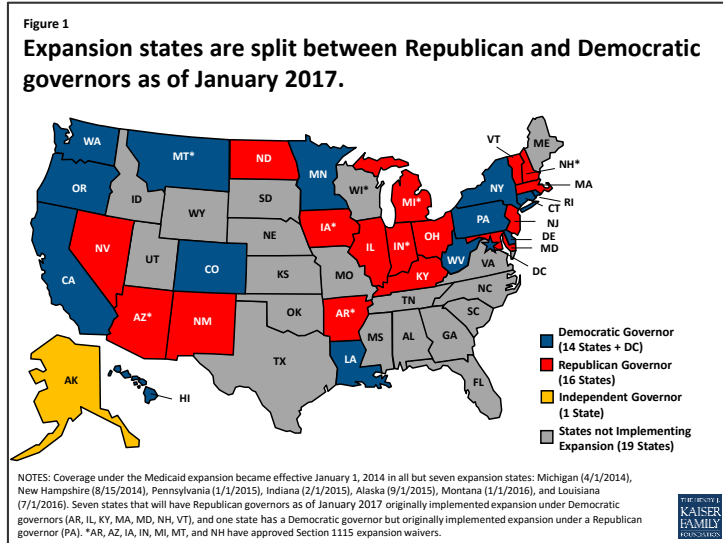 Figure 1
Expansion states are split between Republican and Democratic
governors as of January 2017.
WA
OR
CA
NV
ID
MT*
WY
UT
AZ*
CO
NM
ND
SD
NE
KS
OK
TX
MN
IA*
MO
AR*
LA
WI*
IL
MI*
IN*
OH
KY
TN
MS
AL
GA
FL
SC
NC
VA
WV
PA
NY
VT
ME
NH*
MA
RI
CT
NJ
DE
MD
DC
AK
HI
Democratic Governor
(14 States + DC)
Republican Governor
(16 States)
Independent Governor
(1 State)
States not Implementing
Expansion (19 States)
NOTES: Coverage under the Medicaid expansion became effective January 1, 2014 in all but seven expansion states: Michigan (4/1/2014),
New Hampshire (8/15/2014), Pennsylvania (1/1/2015), Indiana (2/1/2015), Alaska (9/1/2015), Montana (1/1/2016), and Louisiana
(7/1/2016). Seven states that will have Republican governors as of January 2017 originally implemented expansion under Democratic
governors (AR, IL, KY, MA, MD, NH, VT), and one state has a Democratic governor but originally implemented expansion under a Republican
governor (PA). *AR, AZ, IA, IN, MI, MT, and NH have approved Section 1115 expansion waivers.
THE HENRY J.
KAISER
FAMILY
FOUNDATION